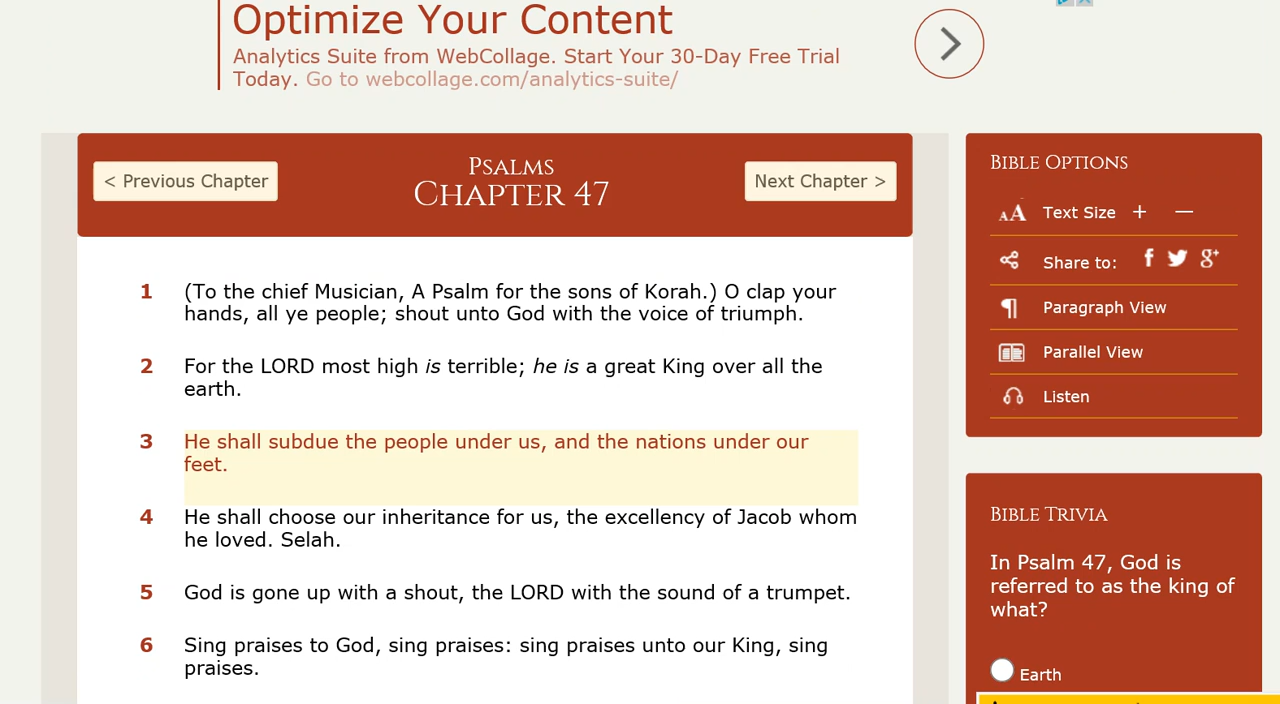 Optimize Your Content
Analytics Suite from WebCollage. Start Your 30-Day Free Trial
Today. Go to webcollage.com/analytics-suite/
< Previous Chapter
Psalms
Chapter 47
Next Chapter >
1 (To the chief Musician, A Psalm for the sons of Korah.) O clap your
hands, all ye people; shout unto God with the voice of triumph.
2 For the LORD most high is terrible; he is a great King over all the
earth.
3 He shall subdue the people under us, and the nations under our
feet.
4 He shall choose our inheritance for us, the excellency of Jacob whom
he loved. Selah.
5 God is gone up with a shout, the LORD with the sound of a trumpet.
6 Sing praises to God, sing praises: sing praises unto our King, sing
praises.
Bible Options
AA Text Size + —
Share to: f g+
Paragraph View
Parallel View
Listen
Bible Trivia
In Psalm 47, God is
referred to as the king of
what?
Earth